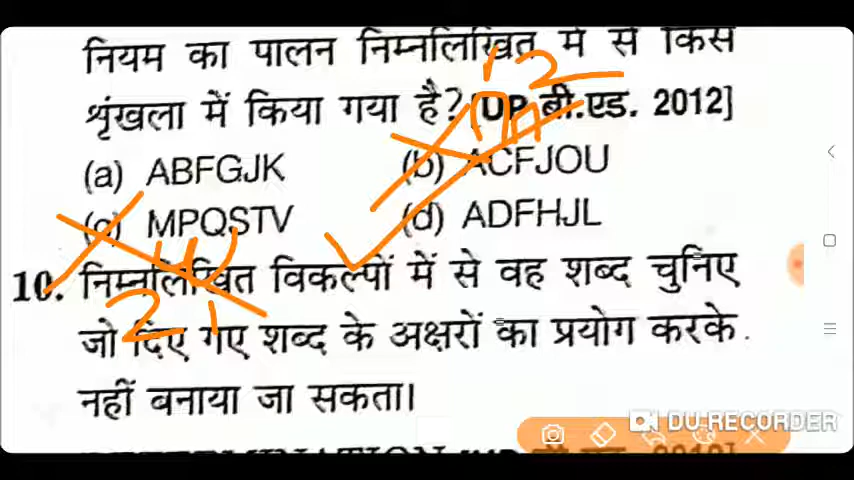 नियम का पालन निम्नलिखित में से किस
शृंखला में किया गया है? [UP बी.एड. 2012]
(a) ABFGJK (b) ACFJOU
(c) MPQSTV (d) ADFHJL
10. निम्नलिखित विकल्पों में से वह शब्द चुनिए
जो दिए गए शब्द के अक्षरों का प्रयोग करके
नहीं बनाया जा सकता।
DU RECORDER